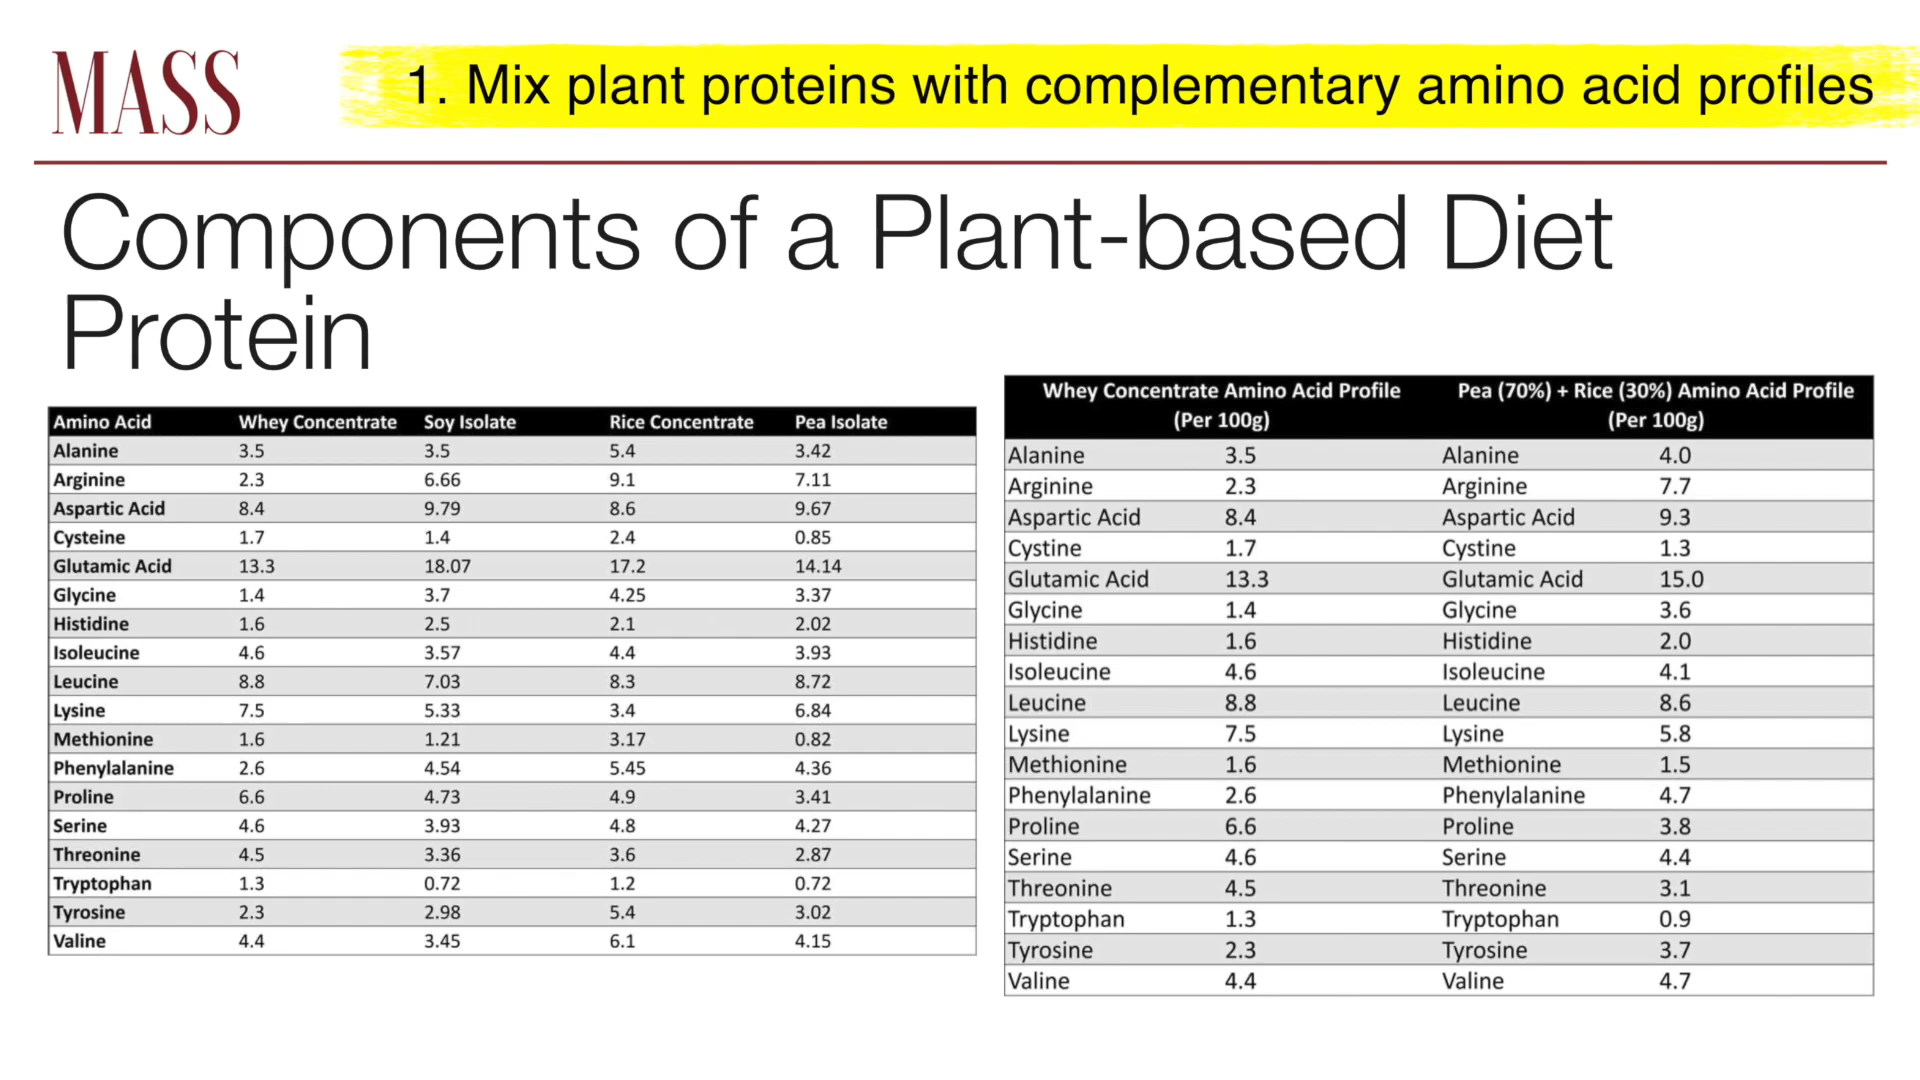 MASS
1. Mix plant proteins with complementary amino acid profiles
Components of a Plant-based Diet
Protein
Amino Acid Whey Concentrate Soy Isolate Rice Concentrate Pea Isolate
Alanine 3.5 3.5 5.4 3.42
Arginine 2.3 6.66 9.1 7.11
Aspartic Acid 8.4 9.79 8.6 9.67
Cysteine 1.7 1.4 2.4 0.85
Glutamic Acid 13.3 18.07 17.2 14.14
Glycine 1.4 3.7 4.25 3.37
Histidine 1.6 2.5 2.1 2.02
Isoleucine 4.6 3.57 4.4 3.93
Leucine 8.8 7.03 8.3 8.72
Lysine 7.5 5.33 3.4 6.84
Methionine 1.6 1.21 3.17 0.82
Phenylalanine 2.6 4.54 5.45 4.36
Proline 6.6 4.73 4.9 3.41
Serine 4.6 3.93 4.8 4.27
Threonine 4.5 3.36 3.6 2.87
Tryptophan 1.3 0.72 1.2 0.72
Tyrosine 2.3 2.98 5.4 3.02
Valine 4.4 3.45 6.1 4.15
Whey Concentrate Amino Acid Profile Pea (70%) + Rice (30%) Amino Acid Profile
(Per 100g) (Per 100g)
Alanine 3.5 Alanine 4.0
Arginine 2.3 Arginine 7.7
Aspartic Acid 8.4 Aspartic Acid 9.3
Cystine 1.7 Cystine 1.3
Glutamic Acid 13.3 Glutamic Acid 15.0
Glycine 1.4 Glycine 3.6
Histidine 1.6 Histidine 2.0
Isoleucine 4.6 Isoleucine 4.1
Leucine 8.8 Leucine 8.6
Lysine 7.5 Lysine 5.8
Methionine 1.6 Methionine 1.5
Phenylalanine 2.6 Phenylalanine 4.7
Proline 6.6 Proline 3.8
Serine 4.6 Serine 4.4
Threonine 4.5 Threonine 3.1
Tryptophan 1.3 Tryptophan 0.9
Tyrosine 2.3 Tyrosine 3.7
Valine 4.4 Valine 4.7